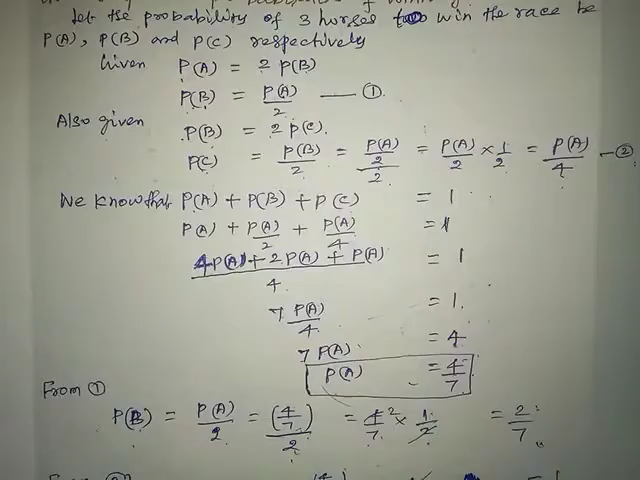 Let the probability of 3 horses to win the race be
P(A), P(B) and P(C) respectively
Given P(A) = 2 P(B)
P(B) = P(A)/2 — ①
Also given P(B) = 2 P(C).
P(C) = P(B)/2 = (P(A)/2)/2 = P(A)/2 × 1/2 = P(A)/4 — ②
We know that P(A) + P(B) + P(C) = 1
P(A) + P(A)/2 + P(A)/4 = 1
(4P(A) + 2P(A) + P(A))/4 = 1
7 P(A)/4 = 1.
7 P(A) = 4
P(A) = 4/7
From ①
P(B) = P(A)/2 = (4/7)/2 = 4²/7 × 1/2 = 2/7